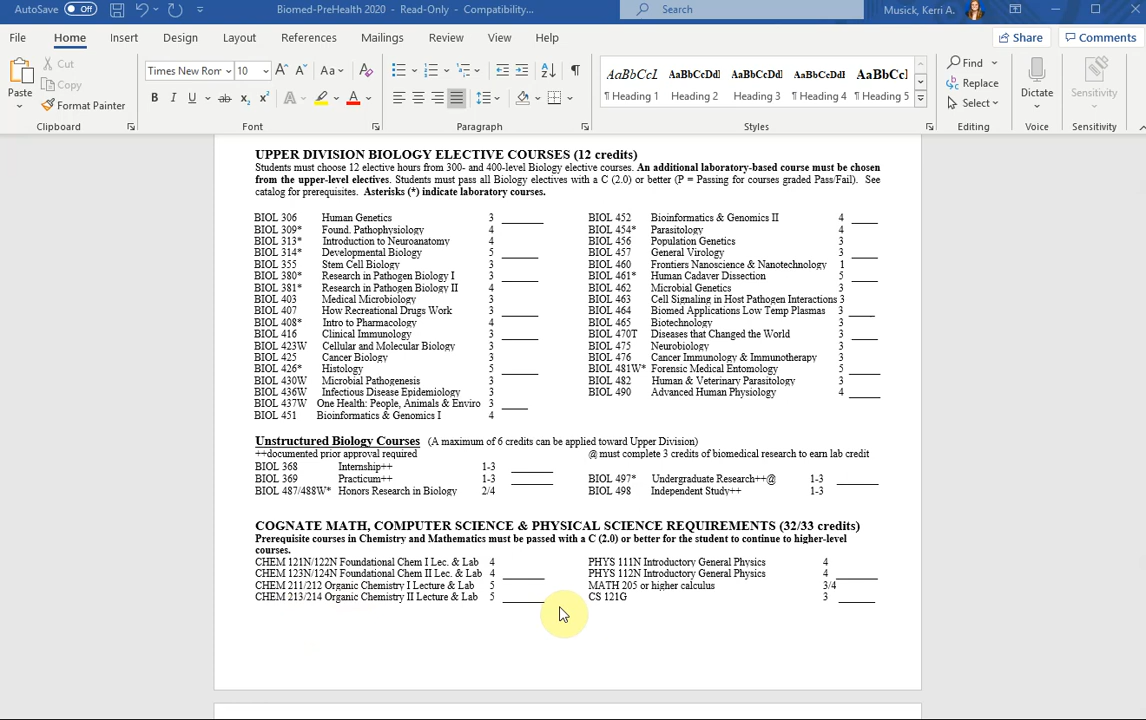 AutoSave Off Biomed-PreHealth 2020 - Read-Only - Compatibility... Search Musick, Kerri A.
File Home Insert Design Layout References Mailings Review View Help Share Comments
Paste Cut Copy Format Painter
Times New Rom 10 A A Aa A
B I U ab x₂ x² A A
AaBbCcI AaBbCcDd AaBbCcDd AaBbCcDd AaBbCc
¶ Heading 1 Heading 2 Heading 3 ¶ Heading 4 ¶ Heading 5
Find Replace Select Dictate Sensitivity
Clipboard Font Paragraph Styles Editing Voice Sensitivity
UPPER DIVISION BIOLOGY ELECTIVE COURSES (12 credits)
Students must choose 12 elective hours from 300- and 400-level Biology elective courses. An additional laboratory-based course must be chosen
from the upper-level electives. Students must pass all Biology electives with a C (2.0) or better (P = Passing for courses graded Pass/Fail). See
catalog for prerequisites. Asterisks (*) indicate laboratory courses.
BIOL 306 Human Genetics 3
BIOL 309* Found. Pathophysiology 4
BIOL 313* Introduction to Neuroanatomy 4
BIOL 314* Developmental Biology 5
BIOL 355 Stem Cell Biology 3
BIOL 380* Research in Pathogen Biology I 3
BIOL 381* Research in Pathogen Biology II 4
BIOL 403 Medical Microbiology 3
BIOL 407 How Recreational Drugs Work 3
BIOL 408* Intro to Pharmacology 4
BIOL 416 Clinical Immunology 3
BIOL 423W Cellular and Molecular Biology 3
BIOL 425 Cancer Biology 3
BIOL 426* Histology 5
BIOL 430W Microbial Pathogenesis 3
BIOL 436W Infectious Disease Epidemiology 3
BIOL 437W One Health: People, Animals & Enviro 3
BIOL 451 Bioinformatics & Genomics I 4
BIOL 452 Bioinformatics & Genomics II 4
BIOL 454* Parasitology 4
BIOL 456 Population Genetics 3
BIOL 457 General Virology 3
BIOL 460 Frontiers Nanoscience & Nanotechnology 1
BIOL 461* Human Cadaver Dissection 5
BIOL 462 Microbial Genetics 3
BIOL 463 Cell Signaling in Host Pathogen Interactions 3
BIOL 464 Biomed Applications Low Temp Plasmas 3
BIOL 465 Biotechnology 3
BIOL 470T Diseases that Changed the World 3
BIOL 475 Neurobiology 3
BIOL 476 Cancer Immunology & Immunotherapy 3
BIOL 481W* Forensic Medical Entomology 5
BIOL 482 Human & Veterinary Parasitology 3
BIOL 490 Advanced Human Physiology 4
Unstructured Biology Courses (A maximum of 6 credits can be applied toward Upper Division)
++documented prior approval required @ must complete 3 credits of biomedical research to earn lab credit
BIOL 368 Internship++ 1-3
BIOL 369 Practicum++ 1-3
BIOL 487/488W* Honors Research in Biology 2/4
BIOL 497* Undergraduate Research++@ 1-3
BIOL 498 Independent Study++ 1-3
COGNATE MATH, COMPUTER SCIENCE & PHYSICAL SCIENCE REQUIREMENTS (32/33 credits)
Prerequisite courses in Chemistry and Mathematics must be passed with a C (2.0) or better for the student to continue to higher-level
courses.
CHEM 121N/122N Foundational Chem I Lec. & Lab 4
CHEM 123N/124N Foundational Chem II Lec. & Lab 4
CHEM 211/212 Organic Chemistry I Lecture & Lab 5
CHEM 213/214 Organic Chemistry II Lecture & Lab 5
PHYS 111N Introductory General Physics 4
PHYS 112N Introductory General Physics 4
MATH 205 or higher calculus 3/4
CS 121G 3